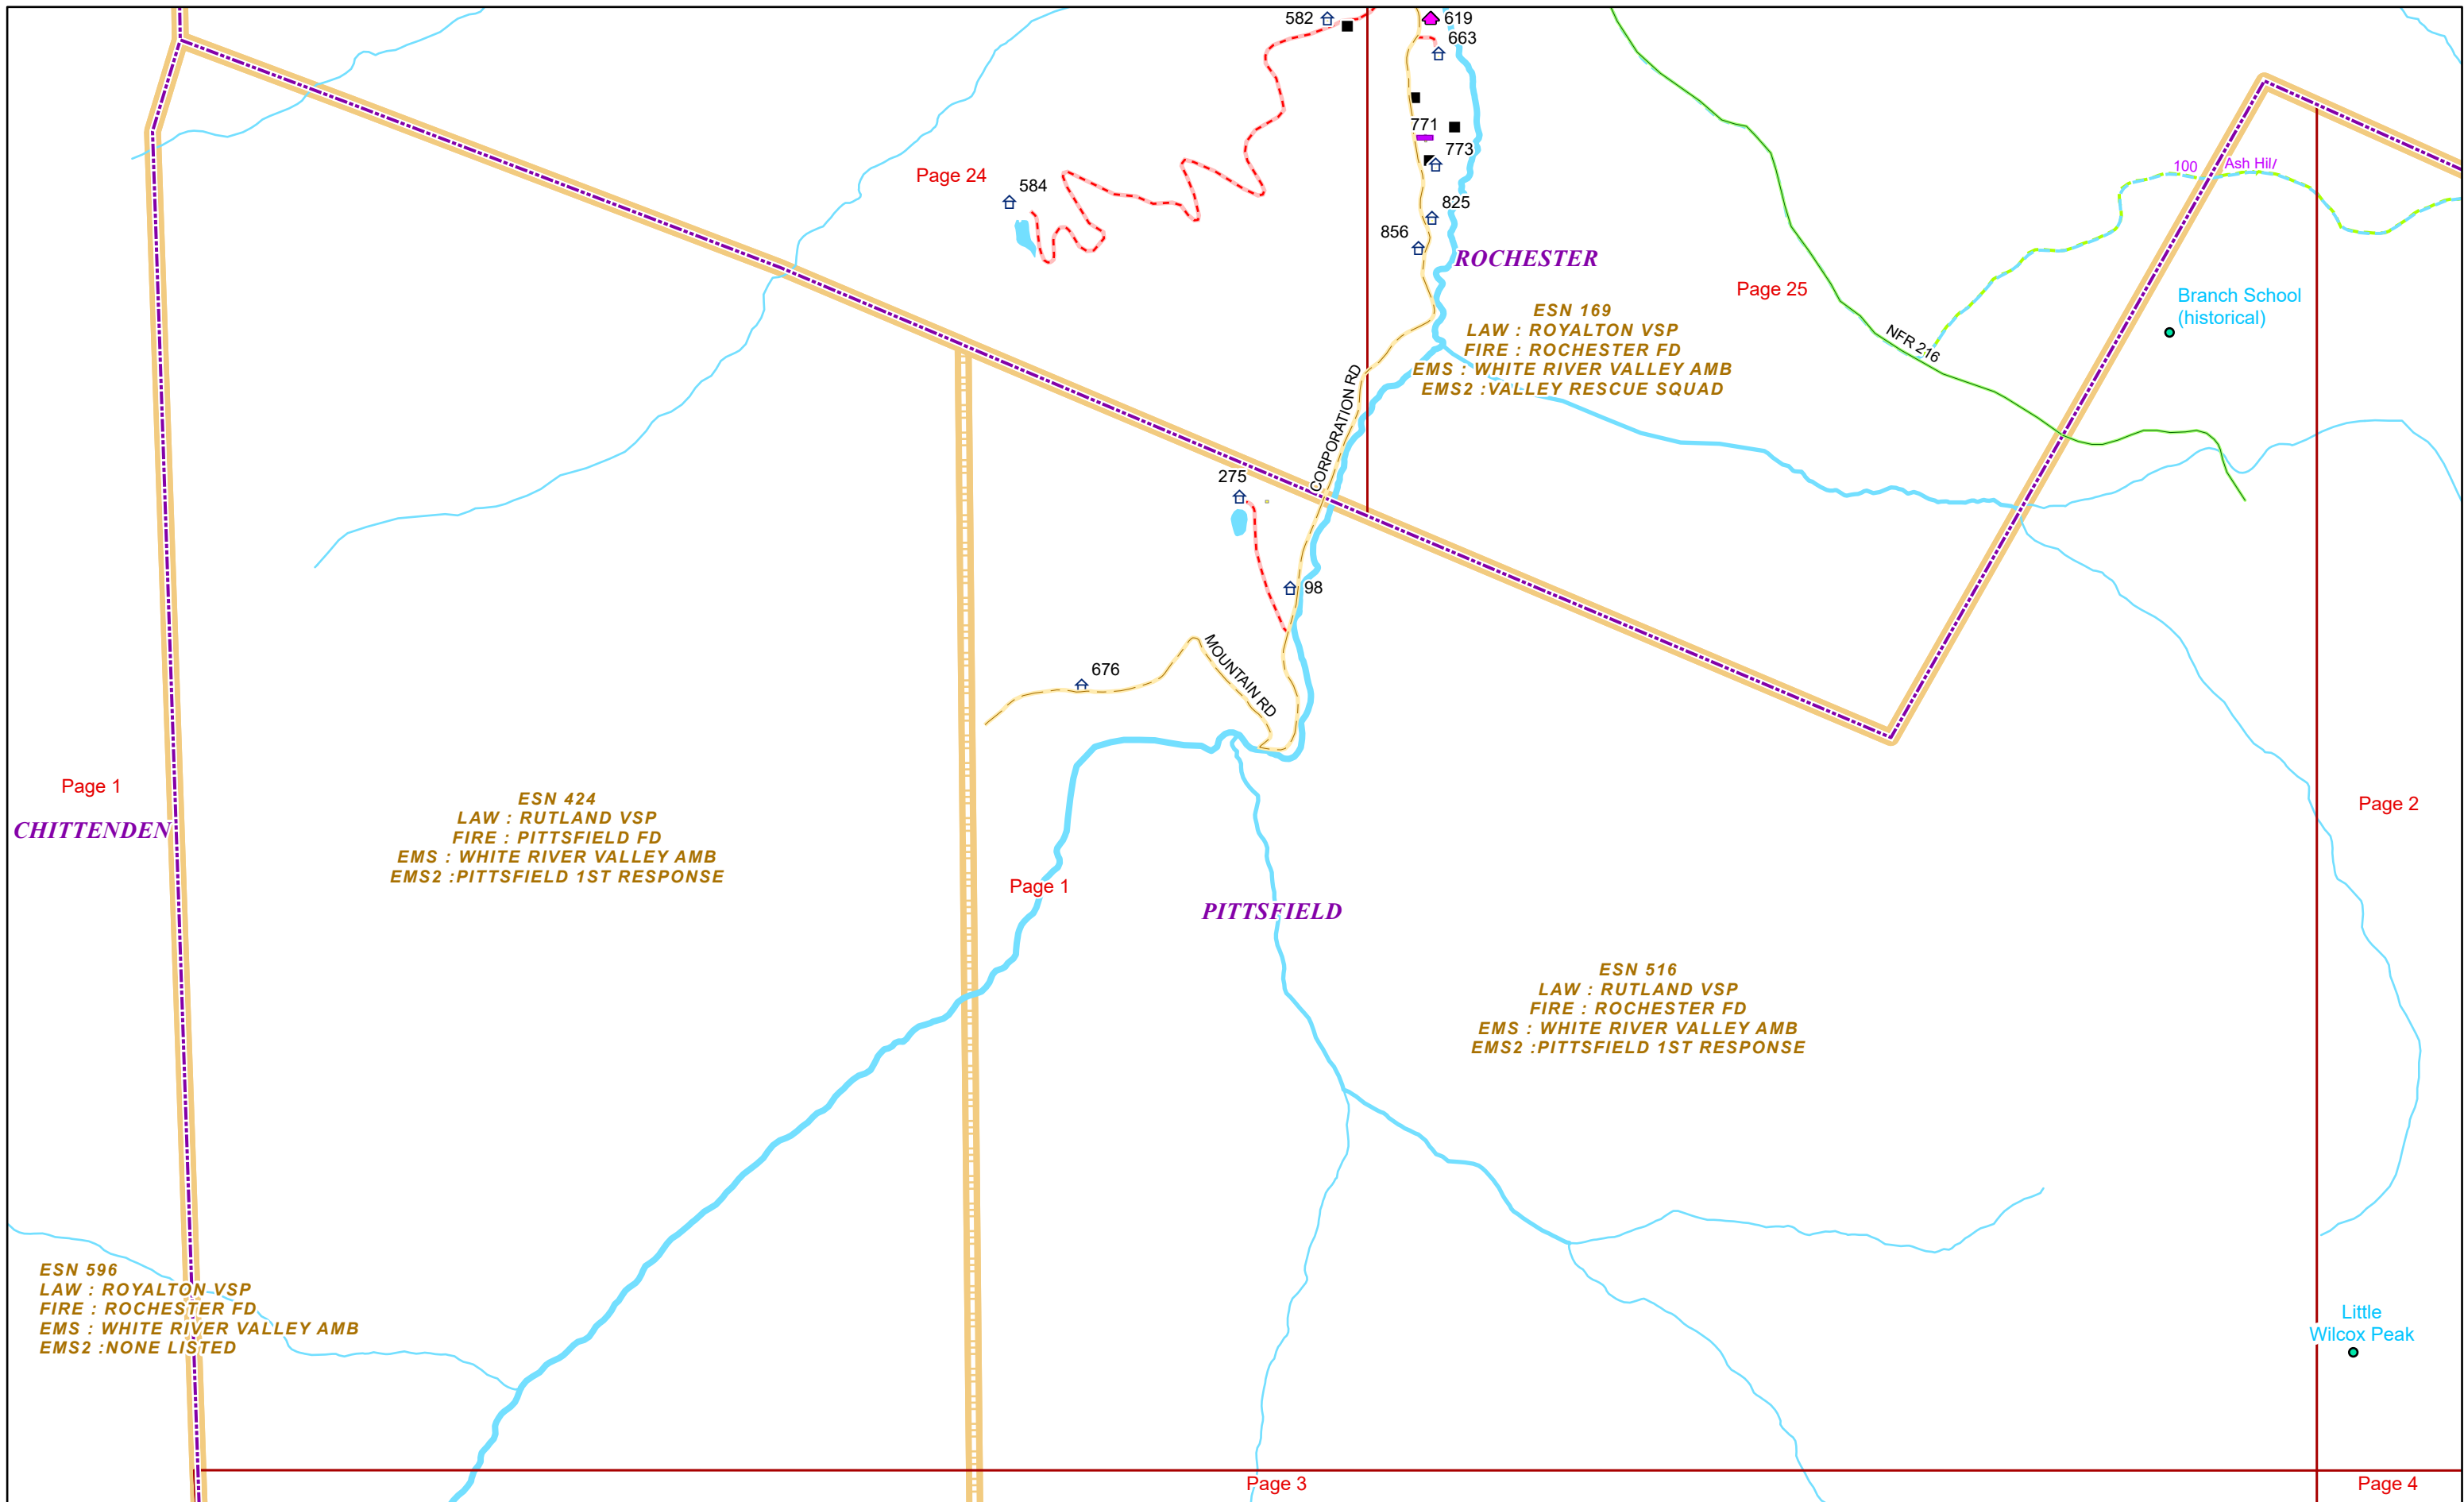 582
619
663
771
773
Page 24
584
825
856
ROCHESTER
100
Ash Hil
Page 25
Branch School
(historical)
ESN 169
LAW : ROYALTON VSP
FIRE : ROCHESTER FD
EMS : WHITE RIVER VALLEY AMB
EMS2 :VALLEY RESCUE SQUAD
NFR 216
CORPORATION RD
275
98
676
MOUNTAIN RD
Page 1
CHITTENDEN
ESN 424
LAW : RUTLAND VSP
FIRE : PITTSFIELD FD
EMS : WHITE RIVER VALLEY AMB
EMS2 :PITTSFIELD 1ST RESPONSE
Page 2
Page 1
PITTSFIELD
ESN 516
LAW : RUTLAND VSP
FIRE : ROCHESTER FD
EMS : WHITE RIVER VALLEY AMB
EMS2 :PITTSFIELD 1ST RESPONSE
ESN 596
LAW : ROYALTON VSP
FIRE : ROCHESTER FD
EMS : WHITE RIVER VALLEY AMB
EMS2 :NONE LISTED
Little
Wilcox Peak
Page 3
Page 4